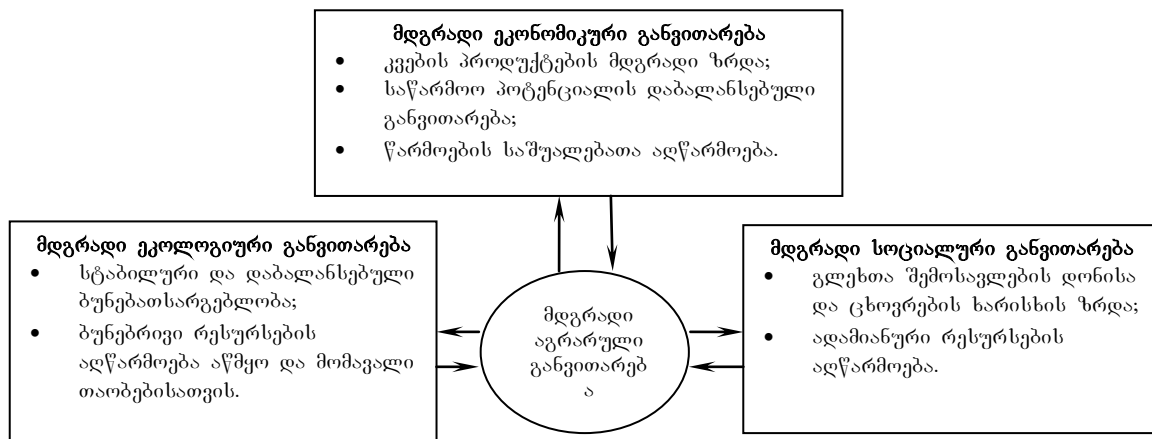 მდგრადი ეკონომიკური განვითარება
• კვების პროდუქტების მდგრადი ზრდა;
• საწარმოო პოტენციალის დაბალანსებული
განვითარება;
• წარმოების საშუალებათა აღწარმოება.
მდგრადი ეკოლოგიური განვითარება
• სტაბილური და დაბალანსებული
ბუნებათსარგებლობა;
• ბუნებრივი რესურსების
აღწარმოება აწმყო და მომავალი
თაობებისათვის.
მდგრადი
აგრარული
განვითარებ
ა
მდგრადი სოციალური განვითარება
• გლეხთა შემოსავლების დონისა
და ცხოვრების ხარისხის ზრდა;
• ადამიანური რესურსების
აღწარმოება.